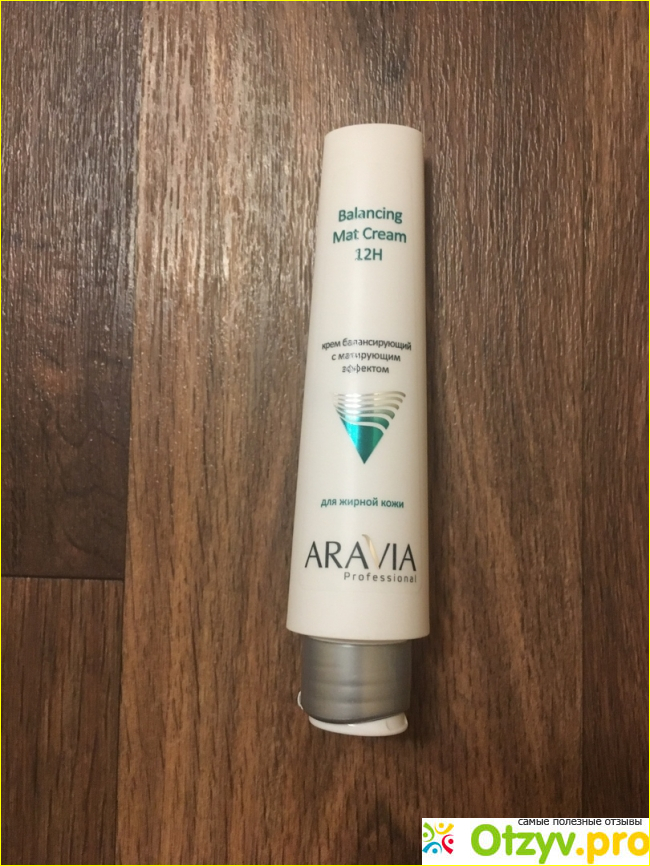 Balancing
Mat Cream
12H
крем балансирующий
с матирующим
эффектом
для жирной кожи
ARAVIA
Professional
самые полезные отзывы
Otzyv.pro